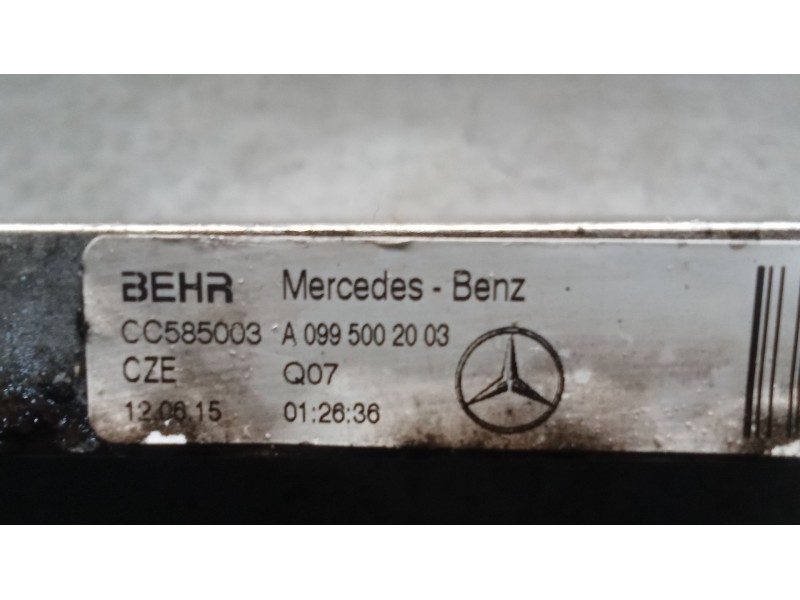 BEHR Mercedes - Benz
CC585003 A 099 500 20 03
CZE Q07
12.06.15 01:26:36